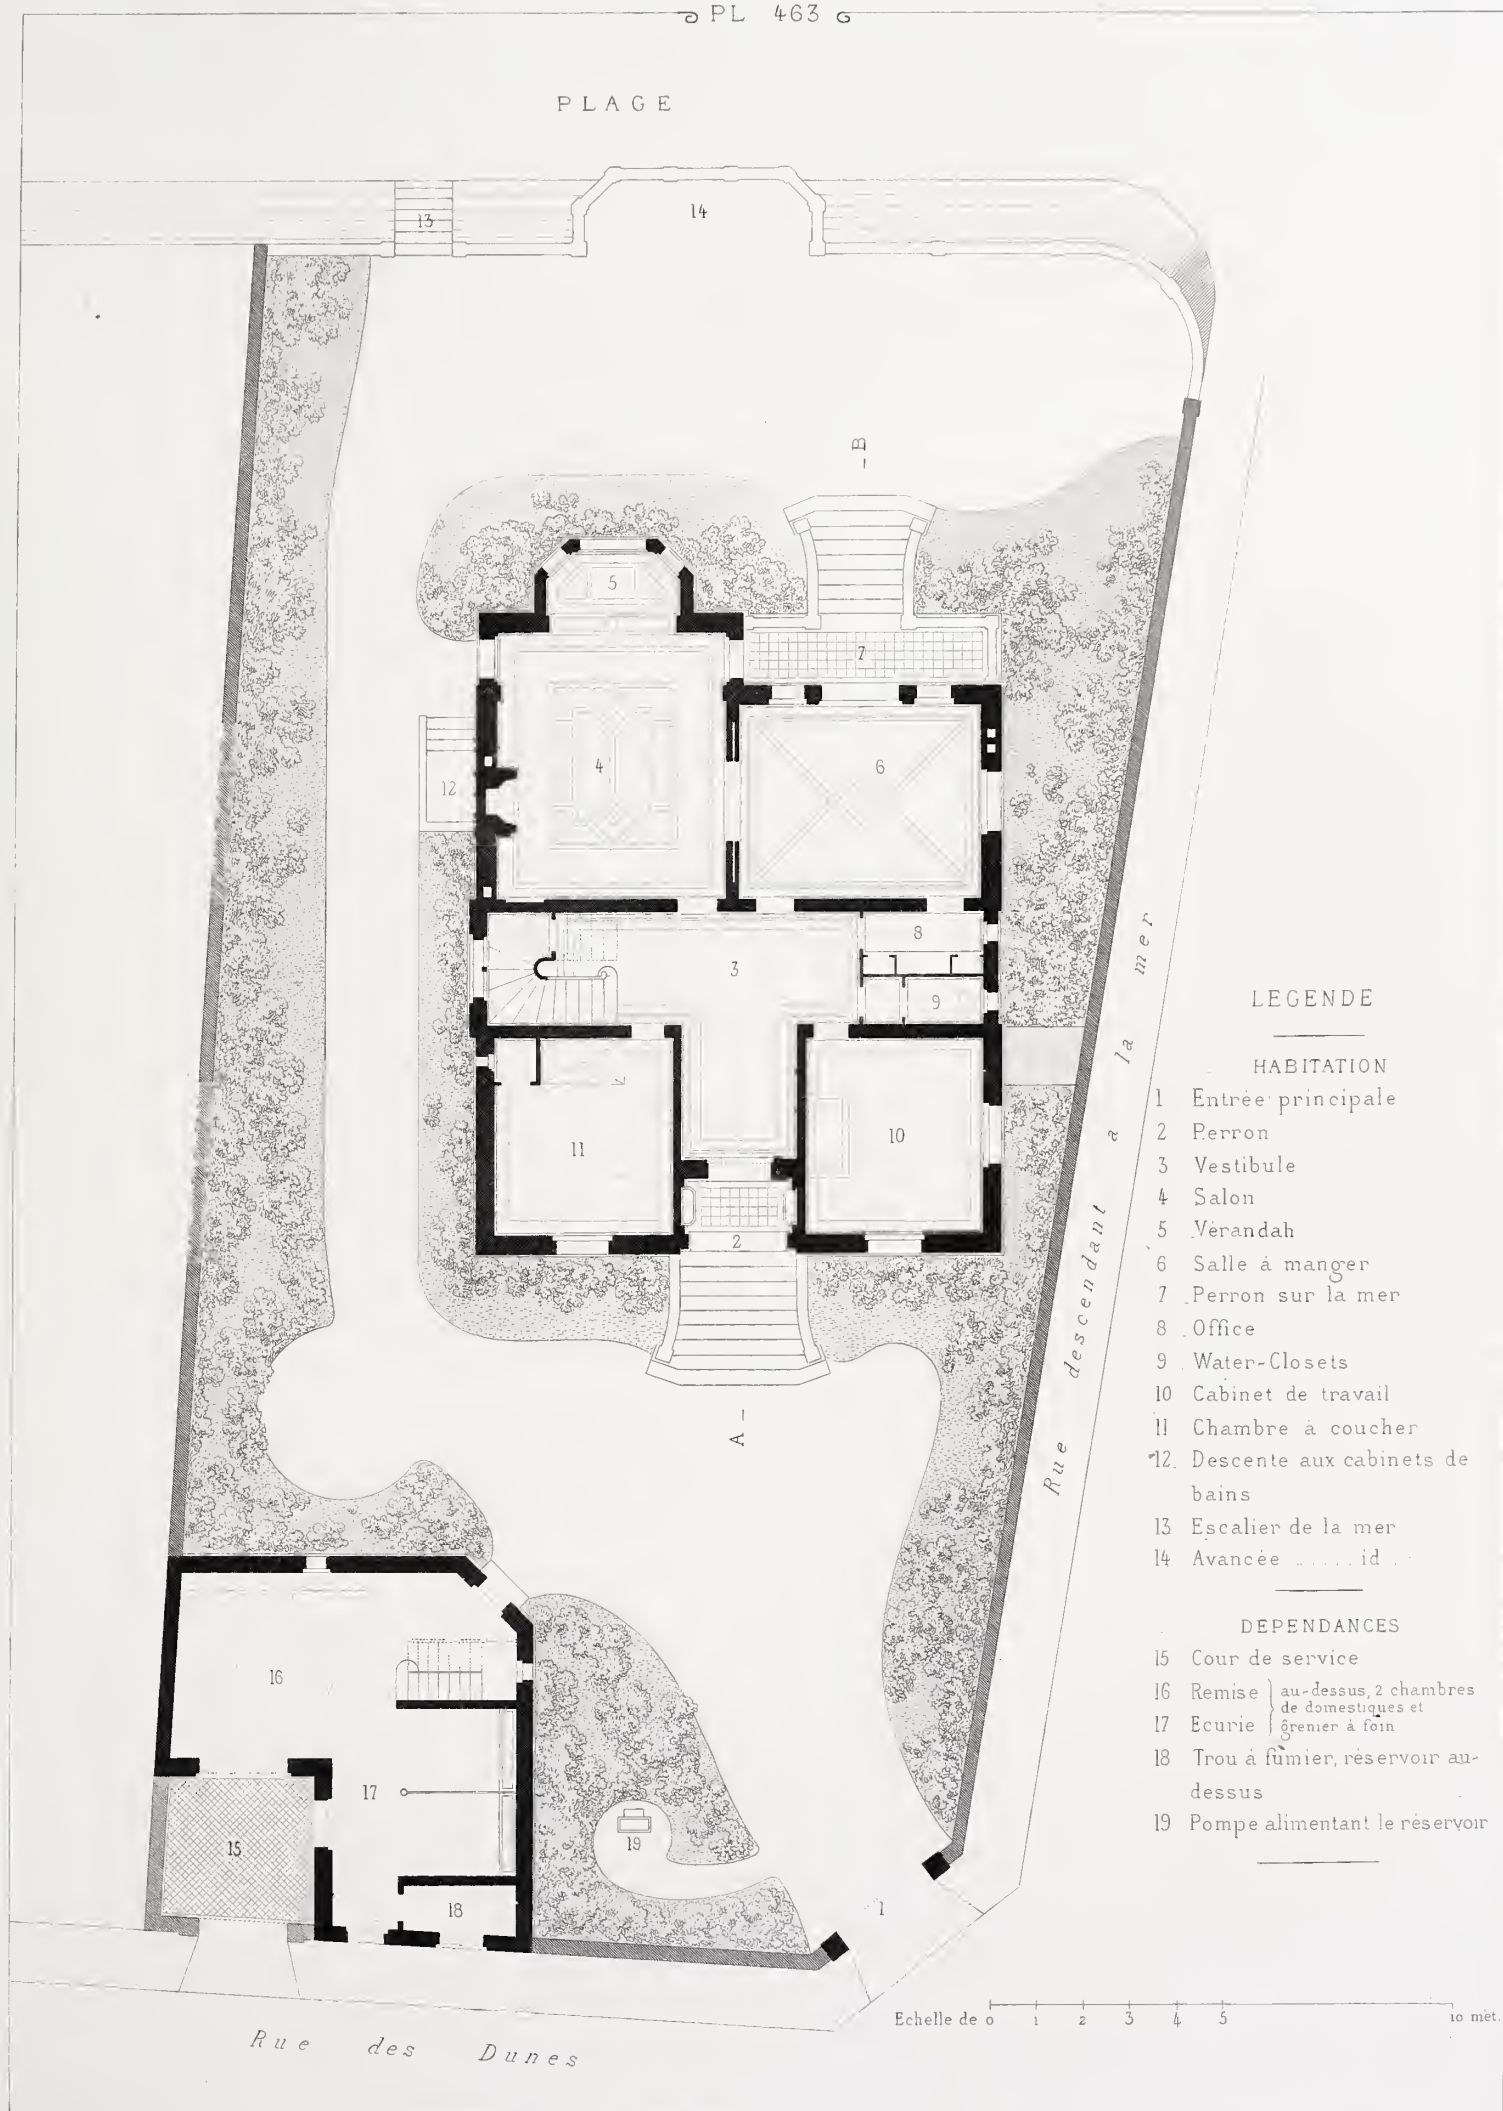 PL 463
PLAGE
13
14
B
5
7
4
6
12
8
3
9
11
10
2
A
Rue descendant a la mer
LEGENDE
HABITATION
1 Entrée principale
2 Perron
3 Vestibule
4 Salon
5 Vérandah
6 Salle à manger
7 Perron sur la mer
8 Office
9 Water-Closets
10 Cabinet de travail
11 Chambre à coucher
12 Descente aux cabinets de
bains
13 Escalier de la mer
14 Avancée ...... id
DEPENDANCES
15 Cour de service
16 Remise } au-dessus, 2 chambres
de domestiques et
17 Ecurie grenier à foin
18 Trou à fumier, réservoir au-
dessus
19 Pompe alimentant le réservoir
16
17
15
18
19
1
Echelle de 0 1 2 3 4 5 10 mèt.
Rue des Dunes